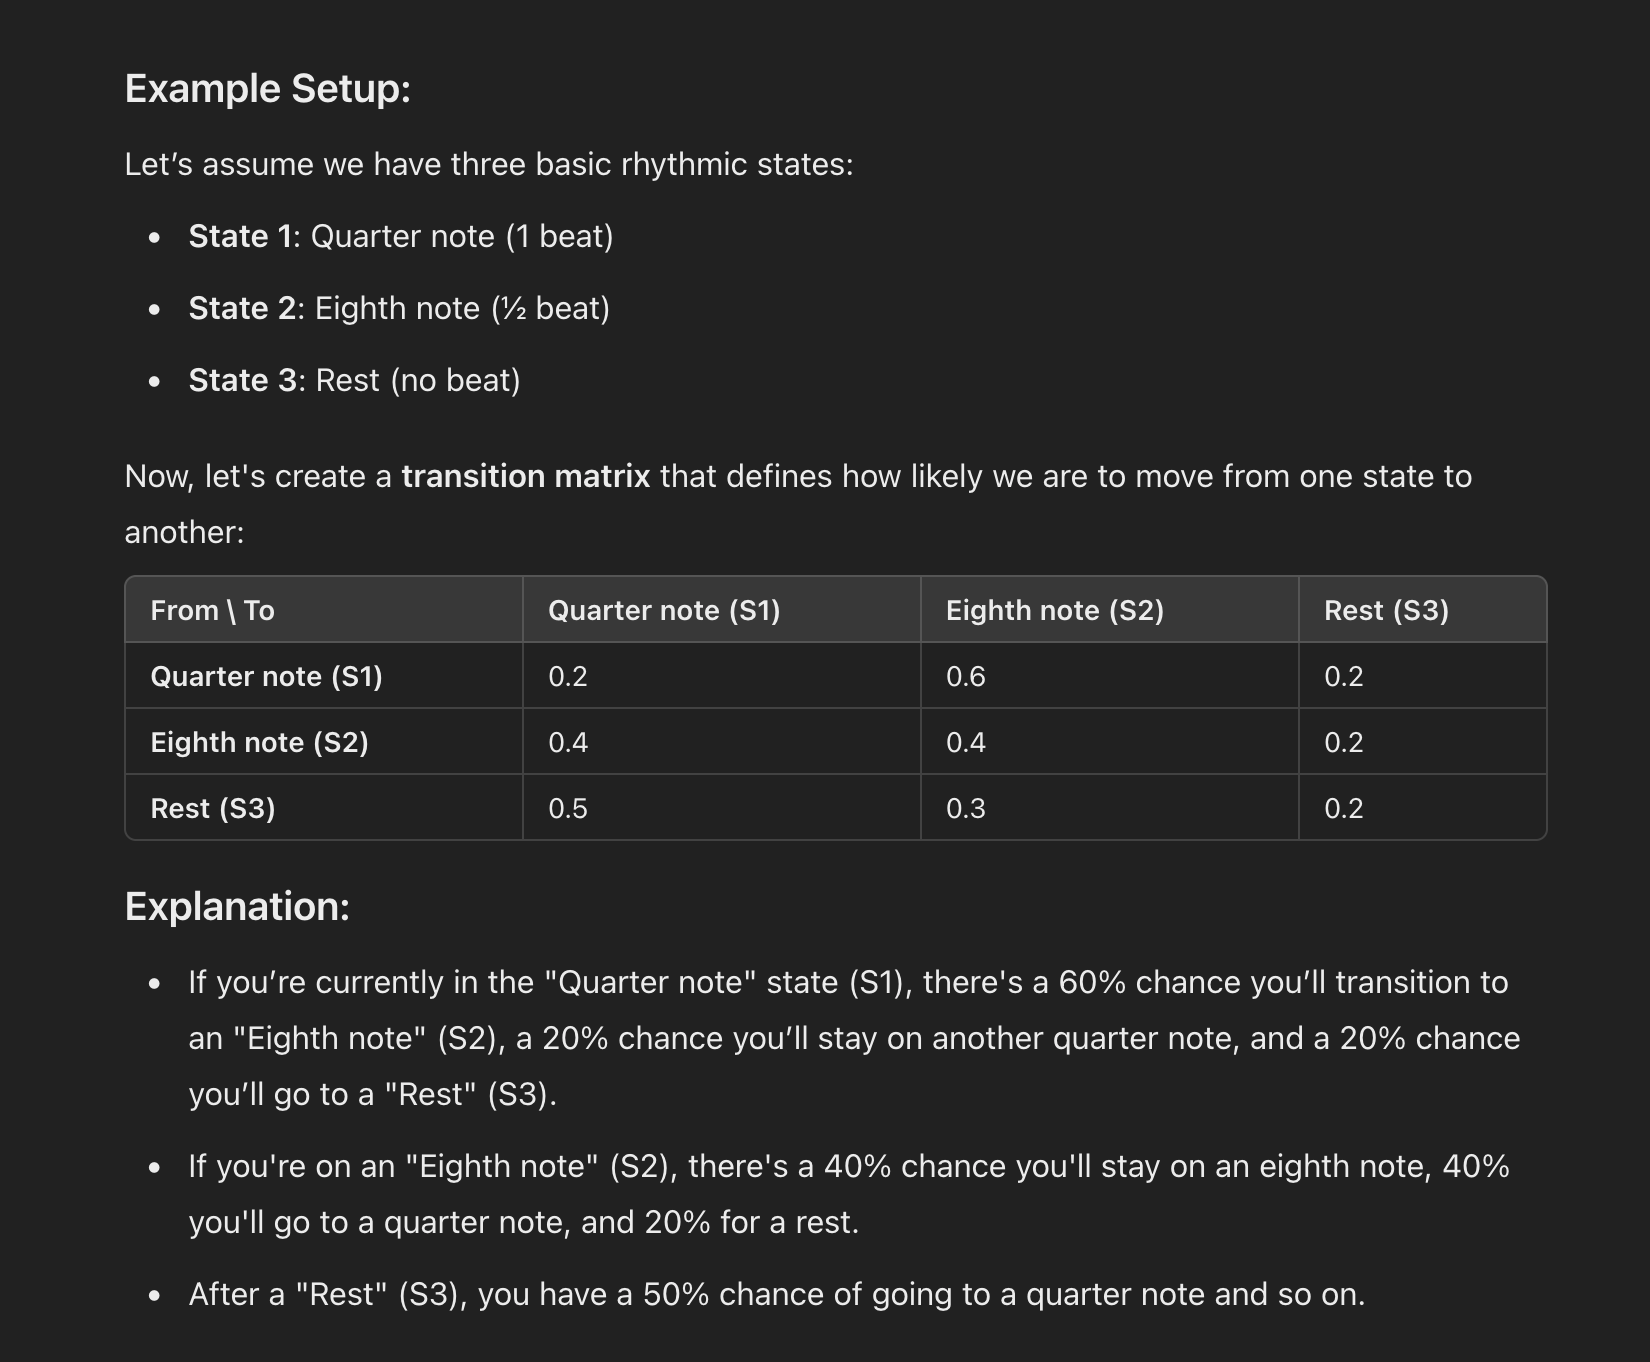 Example Setup:
Let’s assume we have three basic rhythmic states:
• State 1: Quarter note (1 beat)
• State 2: Eighth note (½ beat)
• State 3: Rest (no beat)
Now, let's create a transition matrix that defines how likely we are to move from one state to
another:
From \ To Quarter note (S1) Eighth note (S2) Rest (S3)
Quarter note (S1) 0.2 0.6 0.2
Eighth note (S2) 0.4 0.4 0.2
Rest (S3) 0.5 0.3 0.2
Explanation:
• If you’re currently in the "Quarter note" state (S1), there's a 60% chance you’ll transition to
an "Eighth note" (S2), a 20% chance you’ll stay on another quarter note, and a 20% chance
you’ll go to a "Rest" (S3).
• If you're on an "Eighth note" (S2), there's a 40% chance you'll stay on an eighth note, 40%
you'll go to a quarter note, and 20% for a rest.
• After a "Rest" (S3), you have a 50% chance of going to a quarter note and so on.